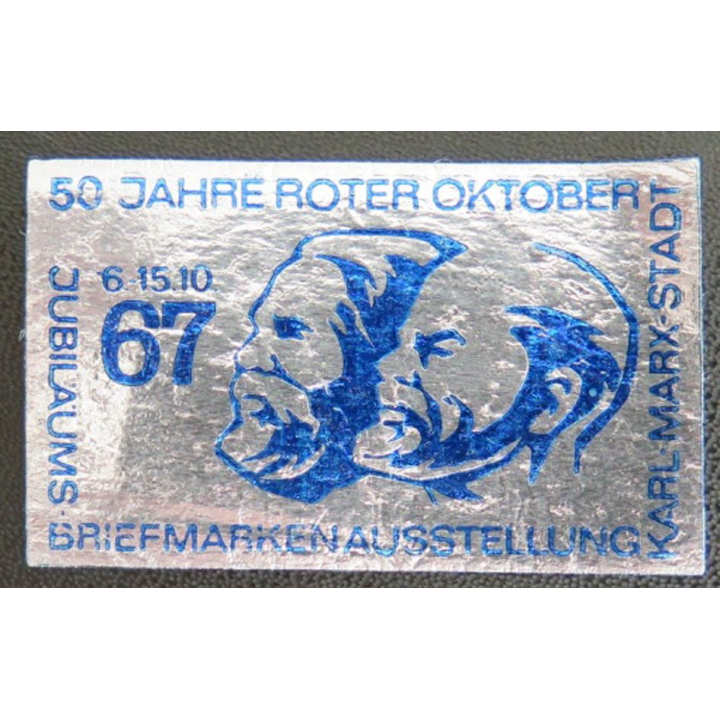 50 JAHRE ROTER OKTOBER
6.15.10
67
JUBILÄUMS-
BRIEFMARKENAUSSTELLUNG
KARL-MARX-STADT